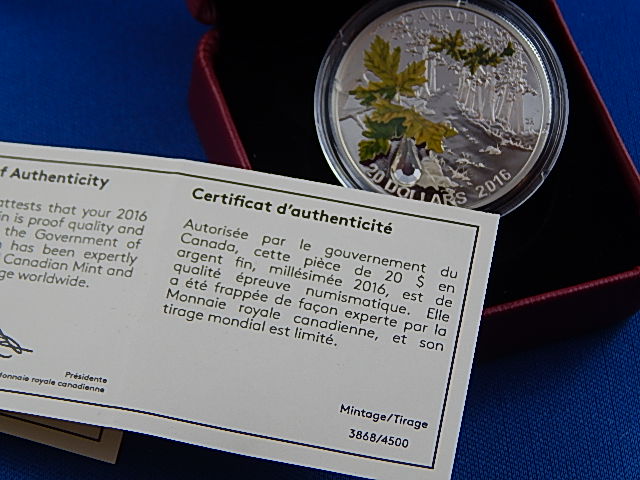 CANADA
20 DOLLARS 2016
of Authenticity
attests that your 2016
in is proof quality and
the Government of
has been expertly
Canadian Mint and
ge worldwide.
Présidente
onnaie royale canadienne
Certificat d'authenticité
Autorisée par le gouvernement du
Canada, cette pièce de 20 $ en
argent fin, millésimée 2016, est de
qualité épreuve numismatique. Elle
a été frappée de façon experte par la
Monnaie royale canadienne, et son
tirage mondial est limité.
Mintage/Tirage
3868/4500